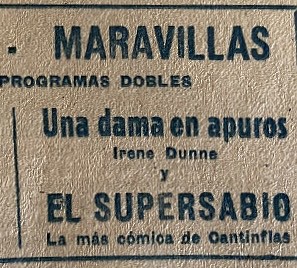 . MARAVILLAS
PROGRAMAS DOBLES
Una dama en apuros
Irene Dunne
y
EL SUPERSABIO
La más cómica de Cantinflas